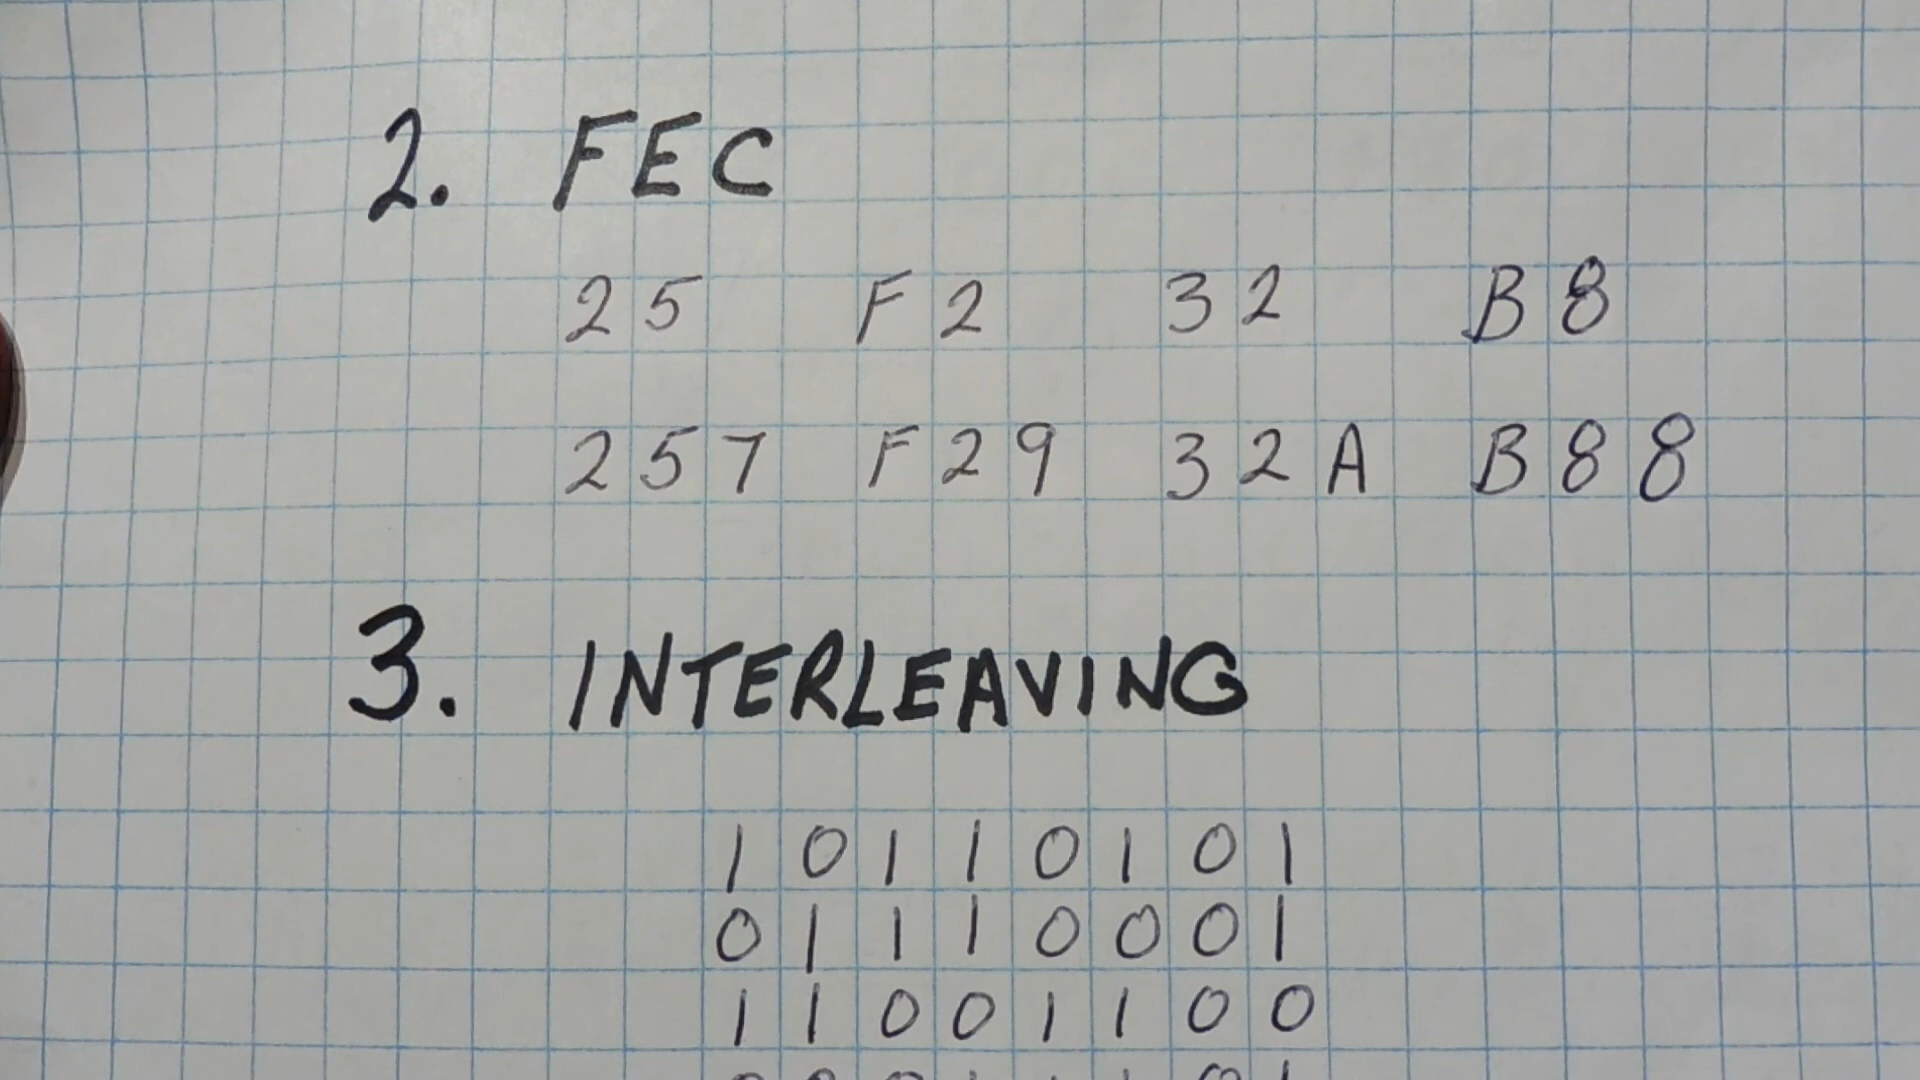 2. FEC
25 F2 32 B8
257 F29 32A B88
3. INTERLEAVING
1 0 1 1 0 1 0 1
0 1 1 1 0 0 0 1
1 1 0 0 1 1 0 0